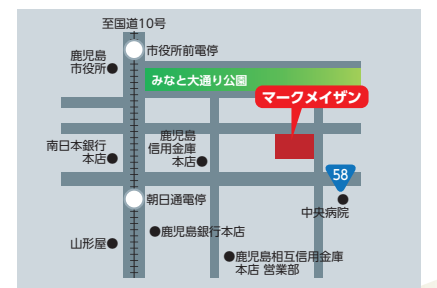 至国道10号
市役所前電停
鹿児島
市役所●
みなと大通り公園
マークメイザン
鹿児島
信用金庫
本店●
南日本銀行
本店●
58
朝日通電停
中央病院
●鹿児島銀行本店
山形屋●
●鹿児島相互信用金庫
本店 営業部